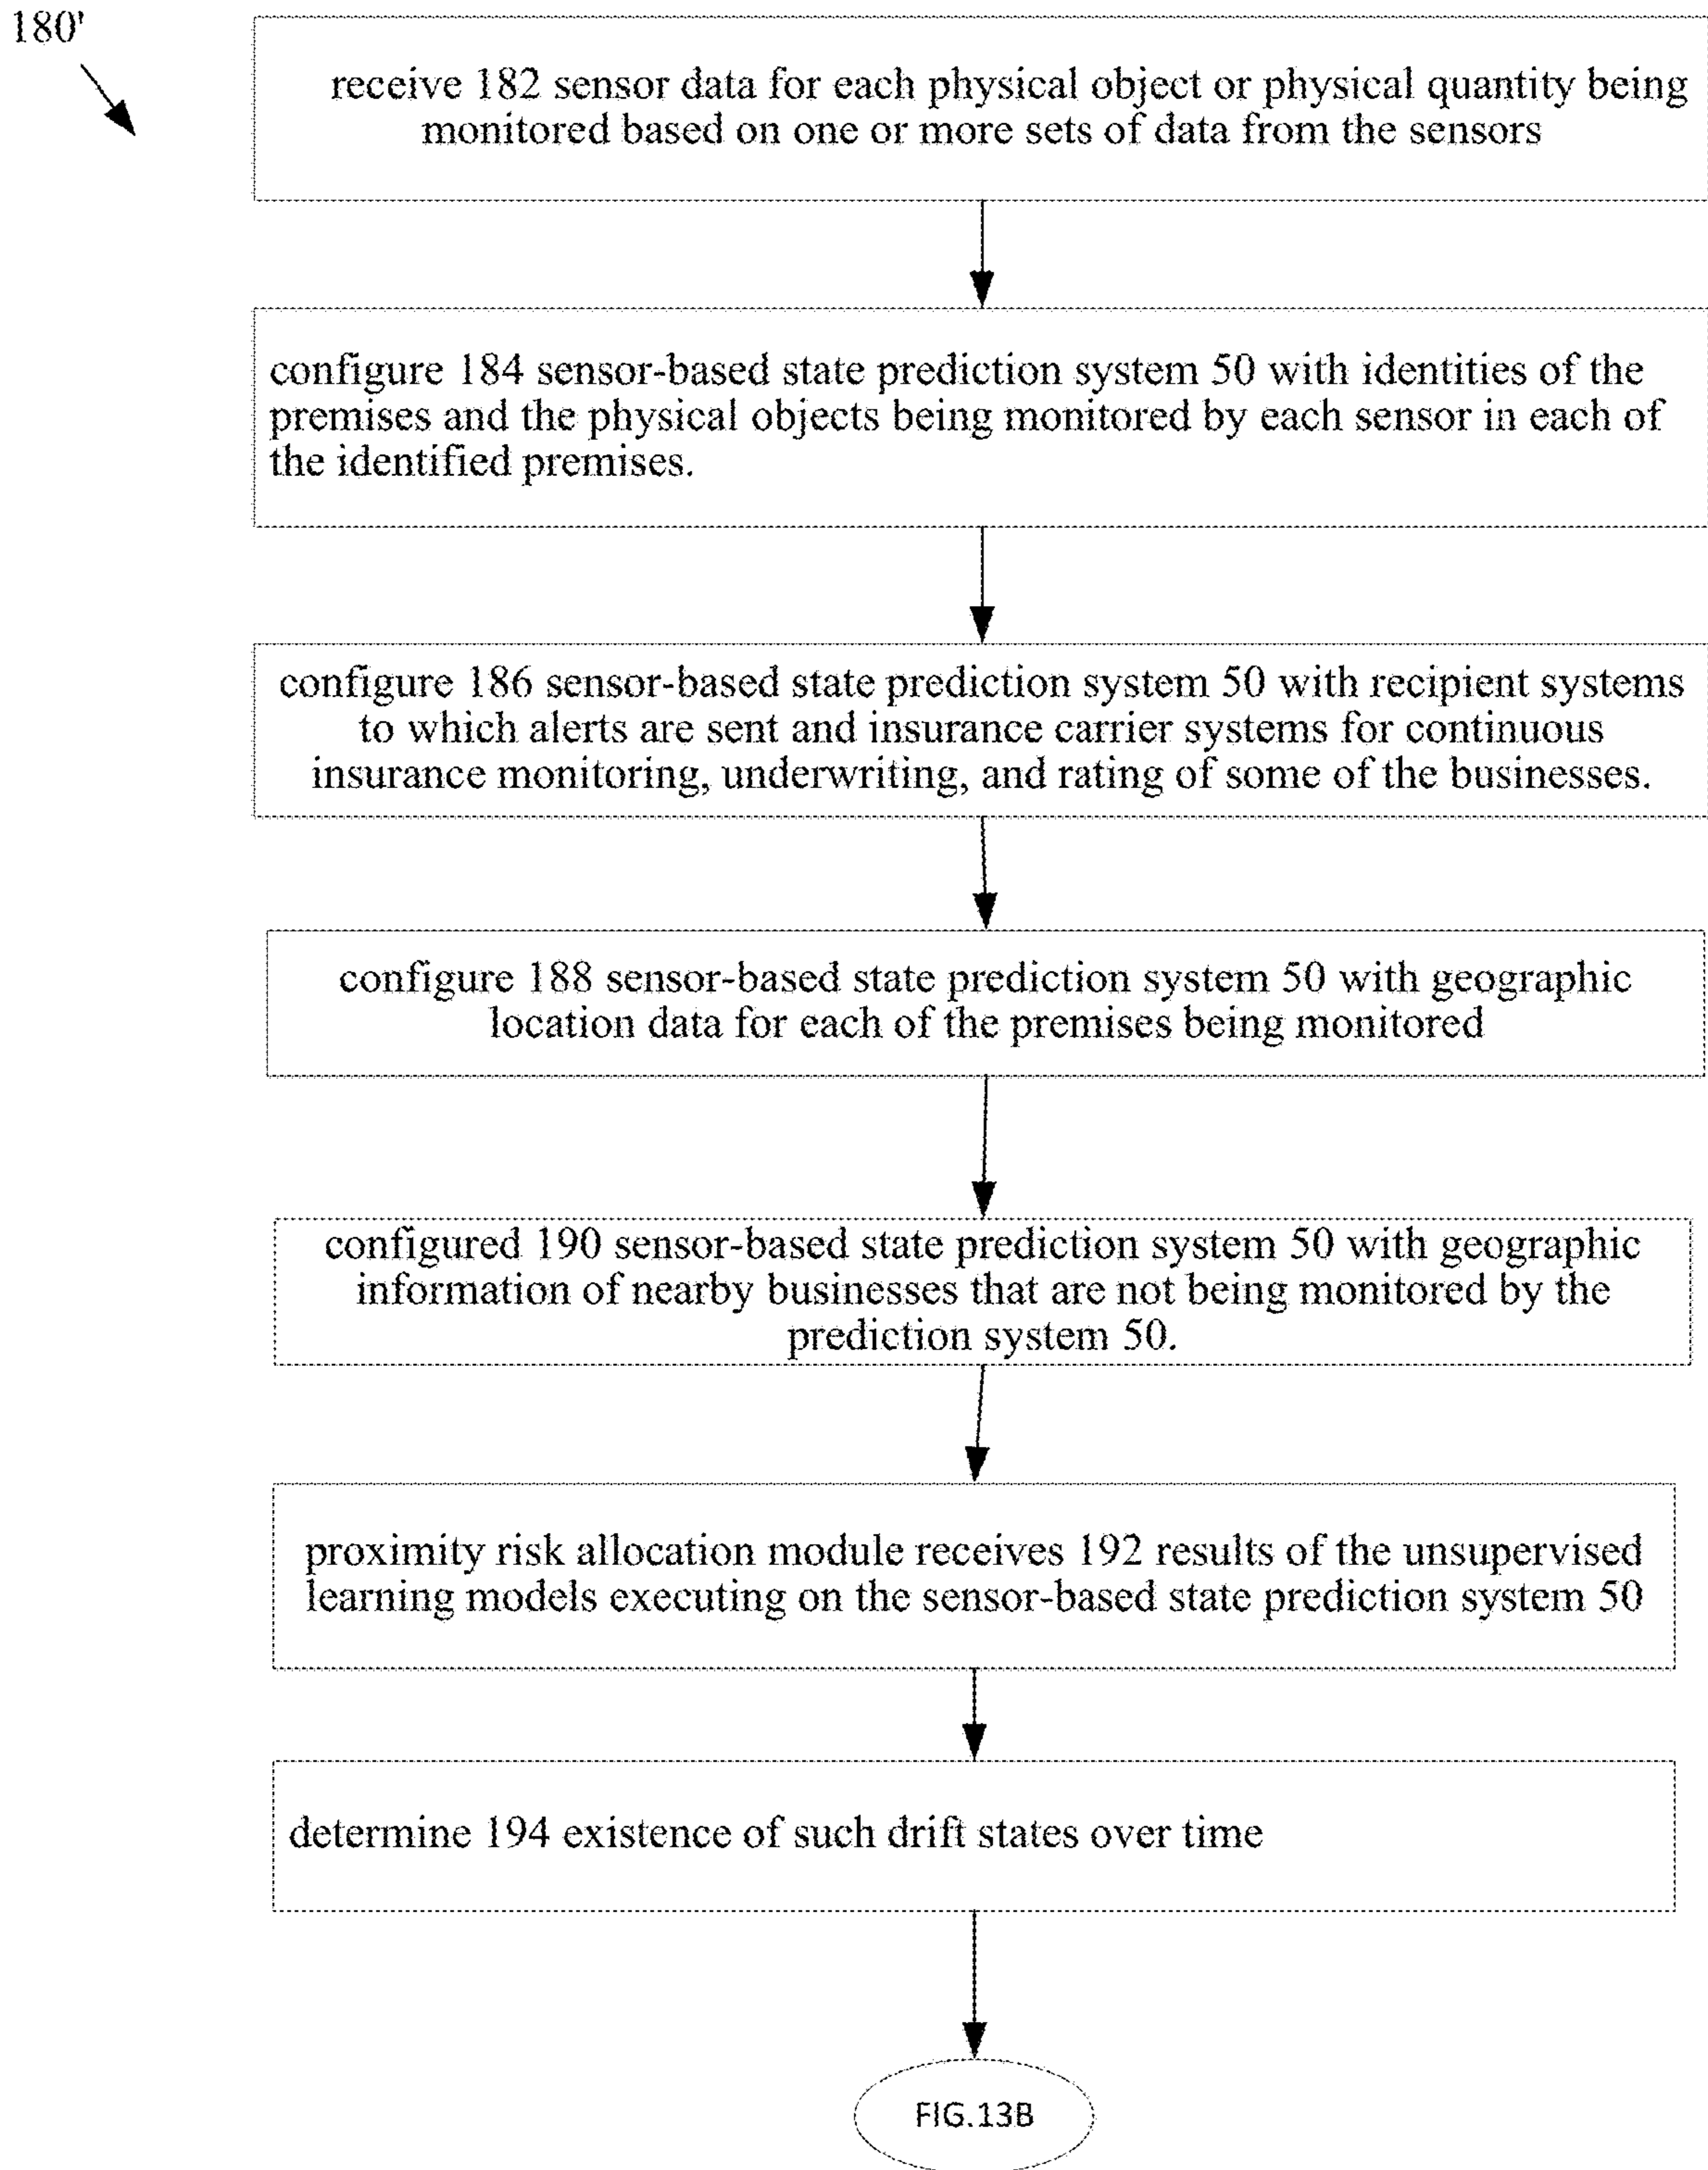 180'
receive 182 sensor data for each physical object or physical quantity being
monitored based on one or more sets of data from the sensors
configure 184 sensor-based state prediction system 50 with identities of the
premises and the physical objects being monitored by each sensor in each of
the identified premises.
configure 186 sensor-based state prediction system 50 with recipient systems
to which alerts are sent and insurance carrier systems for continuous
insurance monitoring, underwriting, and rating of some of the businesses.
configure 188 sensor-based state prediction system 50 with geographic
location data for each of the premises being monitored
configured 190 sensor-based state prediction system 50 with geographic
information of nearby businesses that are not being monitored by the
prediction system 50.
proximity risk allocation module receives 192 results of the unsupervised
learning models executing on the sensor-based state prediction system 50
determine 194 existence of such drift states over time
FIG.13B